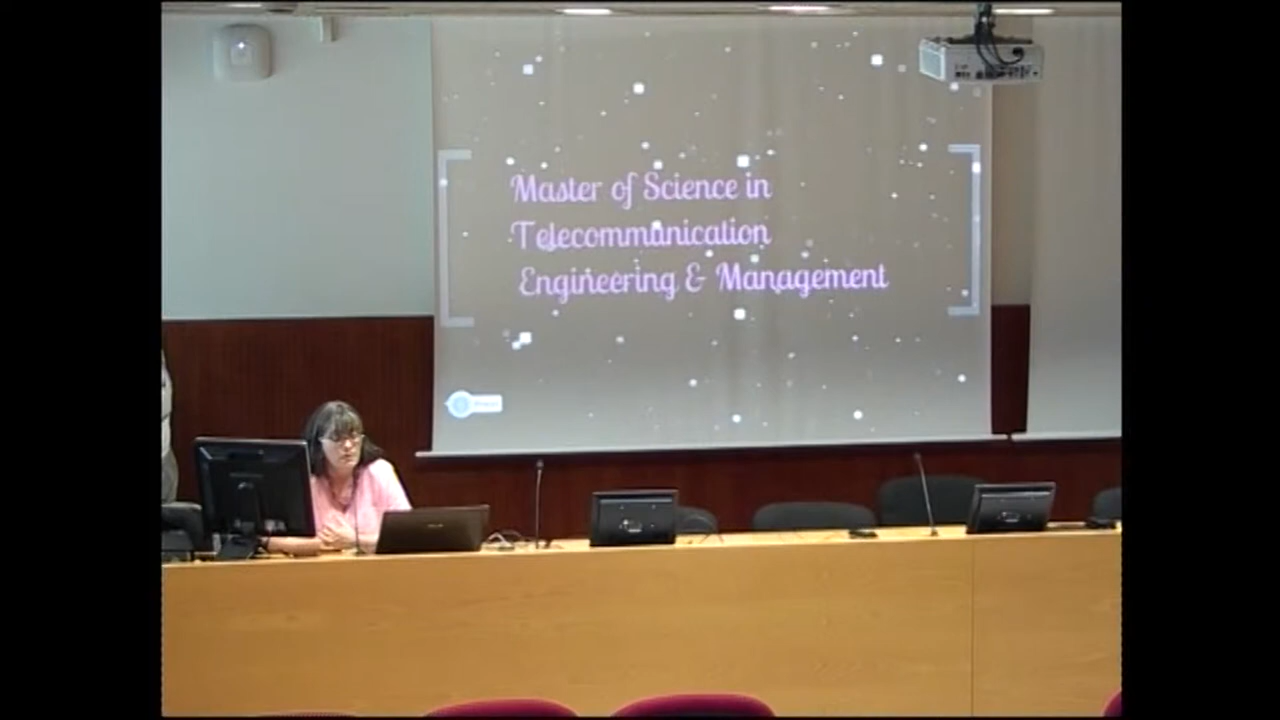 Master of Science in
Telecommunication
Engineering & Management